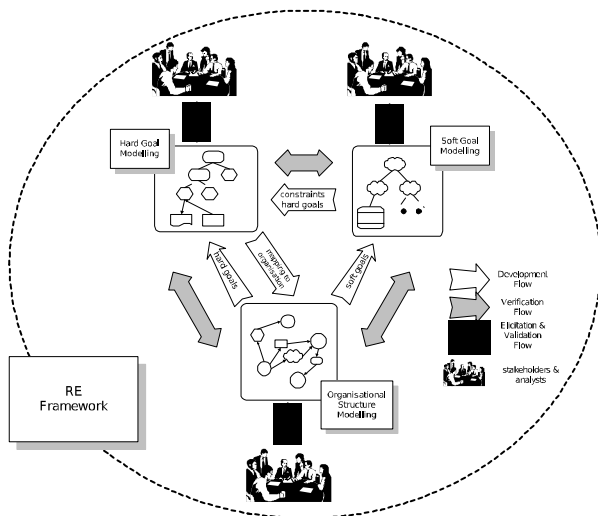 Hard Goal
Modelling
Soft Goal
Modelling
constraints
hard goals
hard goals
mapping to
organisation
soft goals
Development
Flow
Verification
Flow
Elicitation &
Validation
Flow
stakeholders &
analysts
RE
Framework
Organisational
Structure
Modelling